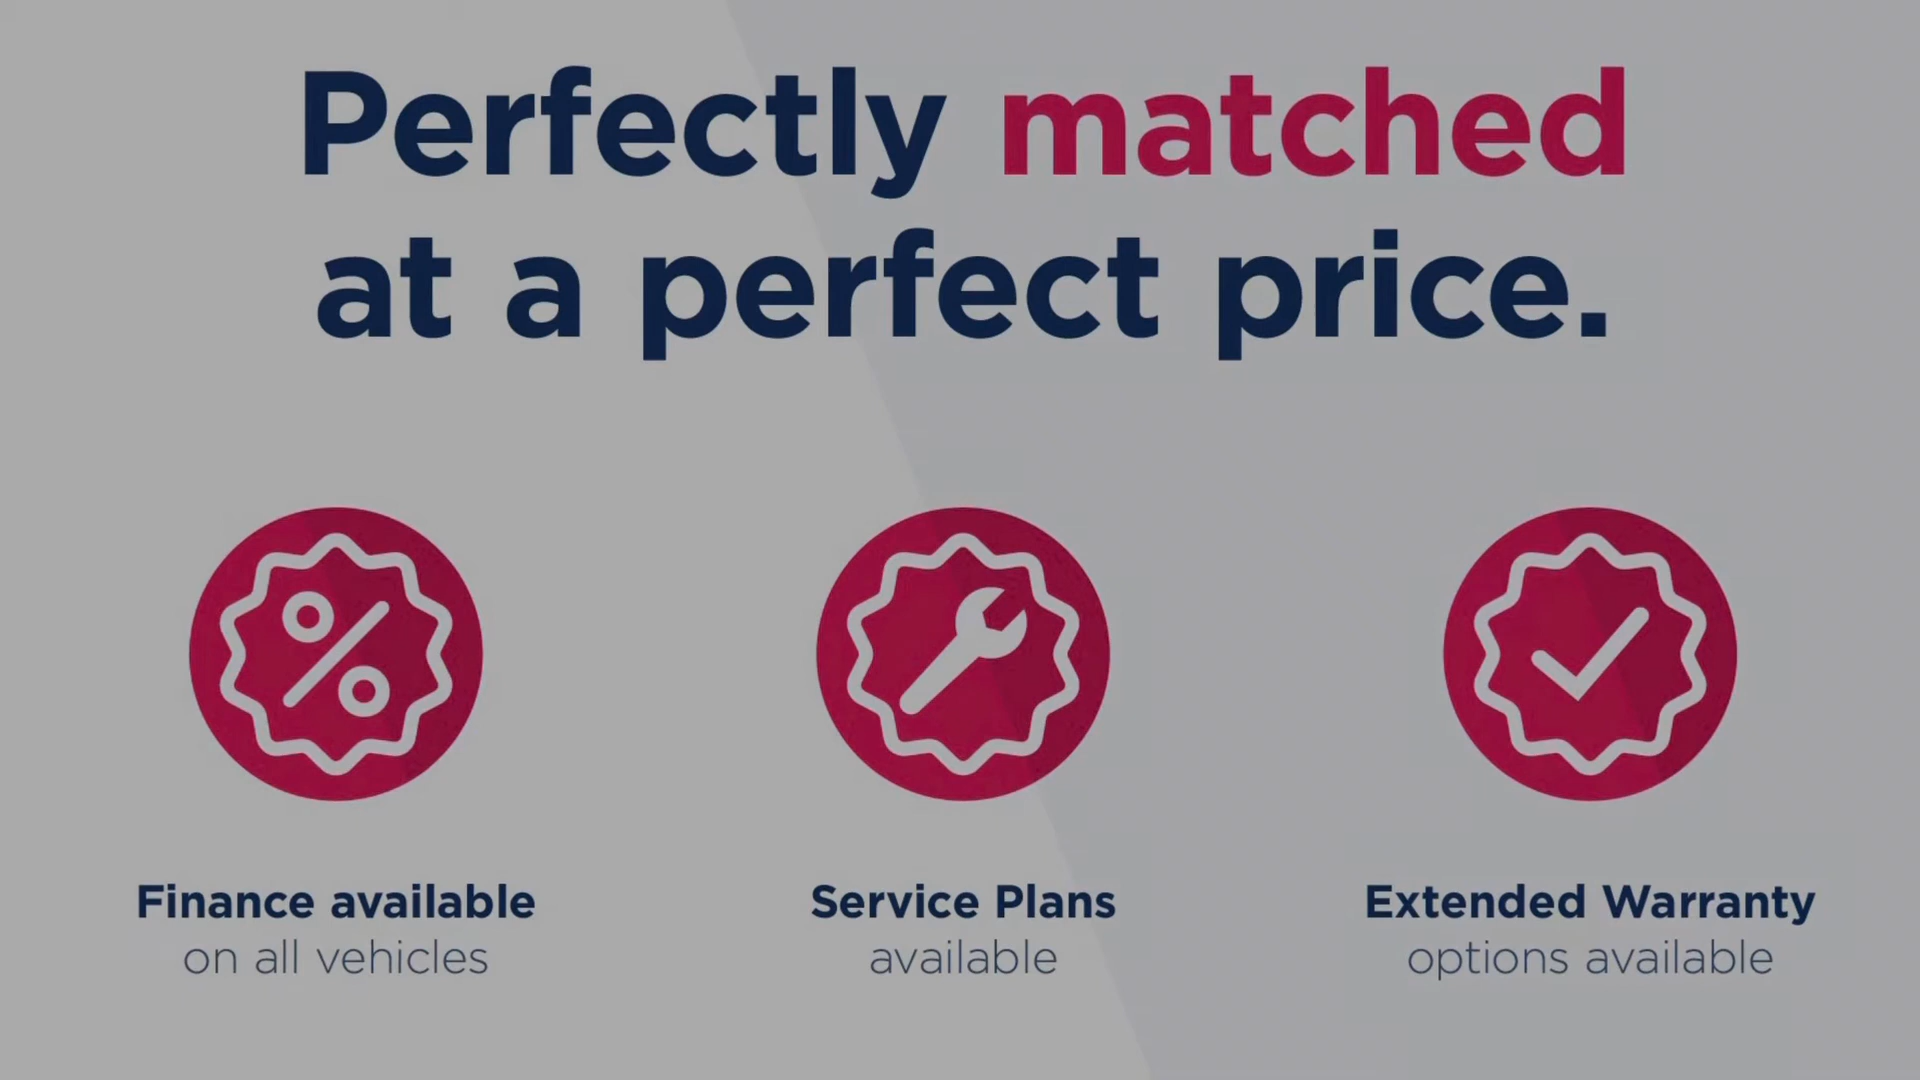 Perfectly matched
at a perfect price.
%
Finance available
on all vehicles
Service Plans
available
Extended Warranty
options available